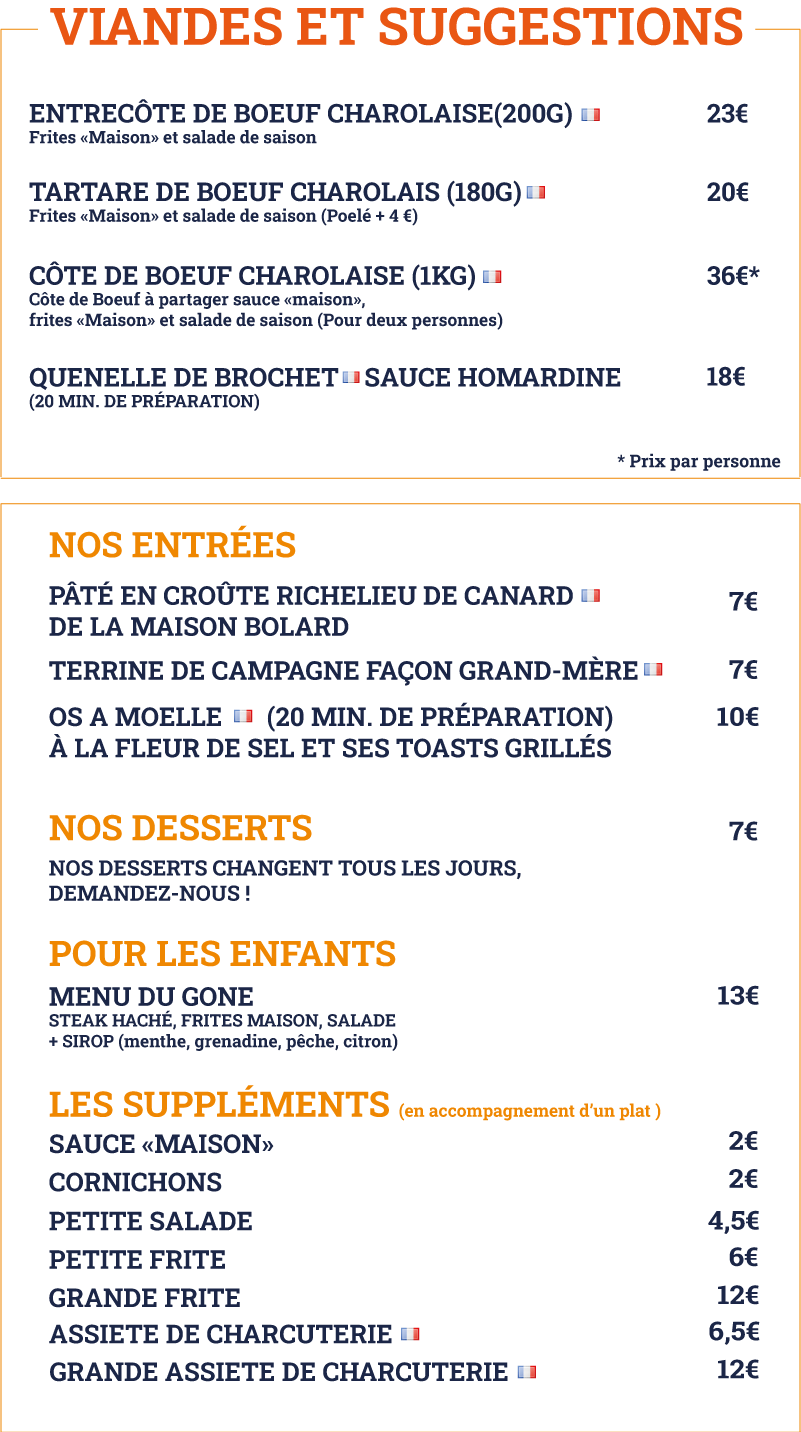 VIANDES ET SUGGESTIONS
ENTRECÔTE DE BOEUF CHAROLAISE(200G) 23€
Frites «Maison» et salade de saison
TARTARE DE BOEUF CHAROLAIS (180G) 20€
Frites «Maison» et salade de saison (Poelé + 4 €)
CÔTE DE BOEUF CHAROLAISE (1KG) 36€*
Côte de Boeuf à partager sauce «maison»,
frites «Maison» et salade de saison (Pour deux personnes)
QUENELLE DE BROCHET SAUCE HOMARDINE 18€
(20 MIN. DE PRÉPARATION)
* Prix par personne
NOS ENTRÉES
PÂTÉ EN CROÛTE RICHELIEU DE CANARD 7€
DE LA MAISON BOLARD
TERRINE DE CAMPAGNE FAÇON GRAND-MÈRE 7€
OS A MOELLE (20 MIN. DE PRÉPARATION) 10€
À LA FLEUR DE SEL ET SES TOASTS GRILLÉS
NOS DESSERTS 7€
NOS DESSERTS CHANGENT TOUS LES JOURS,
DEMANDEZ-NOUS !
POUR LES ENFANTS
MENU DU GONE 13€
STEAK HACHÉ, FRITES MAISON, SALADE
+ SIROP (menthe, grenadine, pêche, citron)
LES SUPPLÉMENTS (en accompagnement d'un plat )
SAUCE «MAISON» 2€
CORNICHONS 2€
PETITE SALADE 4,5€
PETITE FRITE 6€
GRANDE FRITE 12€
ASSIETE DE CHARCUTERIE 6,5€
GRANDE ASSIETE DE CHARCUTERIE 12€